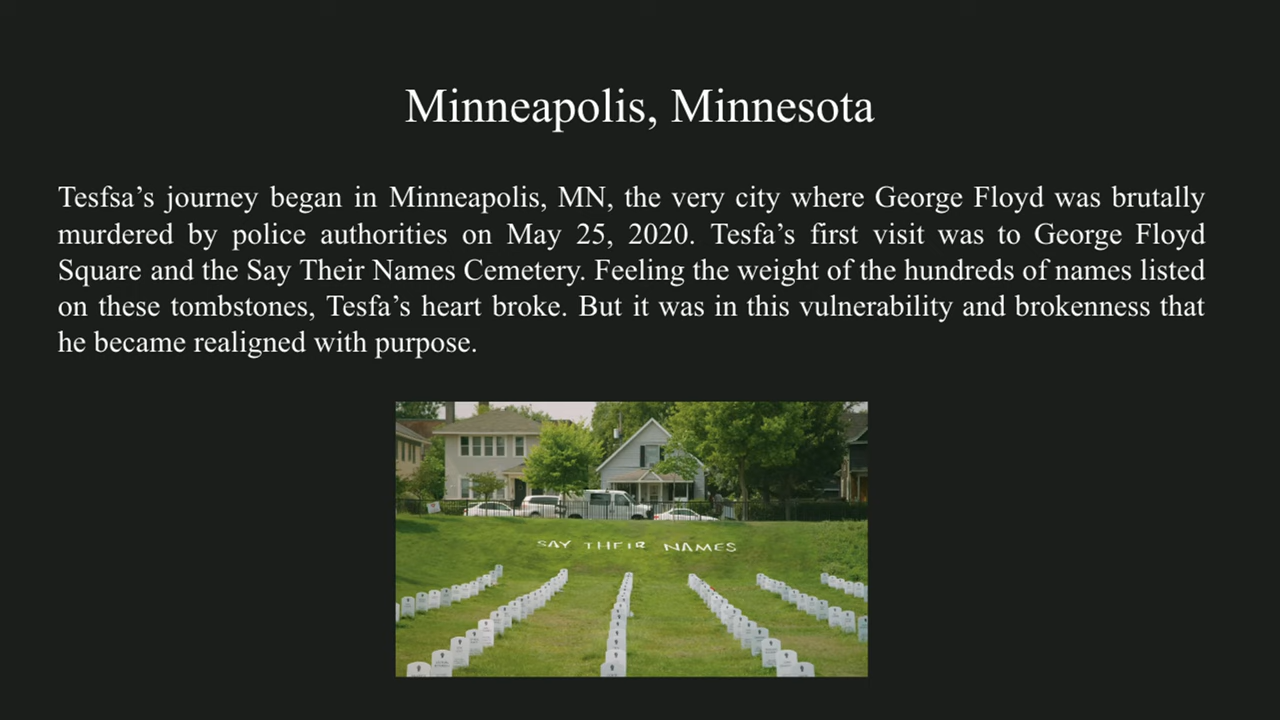 Minneapolis, Minnesota
Tesfsa’s journey began in Minneapolis, MN, the very city where George Floyd was brutally
murdered by police authorities on May 25, 2020. Tesfa’s first visit was to George Floyd
Square and the Say Their Names Cemetery. Feeling the weight of the hundreds of names listed
on these tombstones, Tesfa’s heart broke. But it was in this vulnerability and brokenness that
he became realigned with purpose.
SAY THEIR NAMES